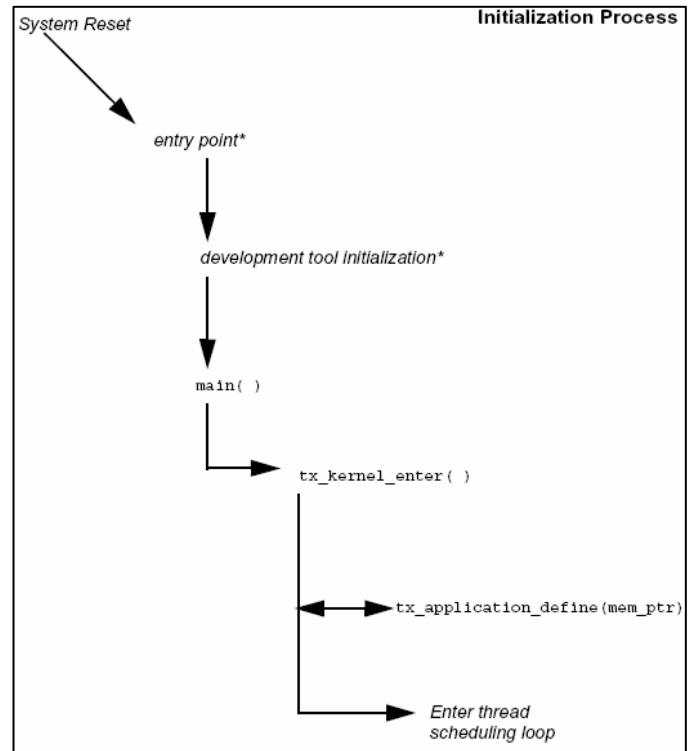 Initialization Process
System Reset
entry point*
development tool initialization*
main( )
tx_kernel_enter( )
tx_application_define(mem_ptr)
Enter thread
scheduling loop